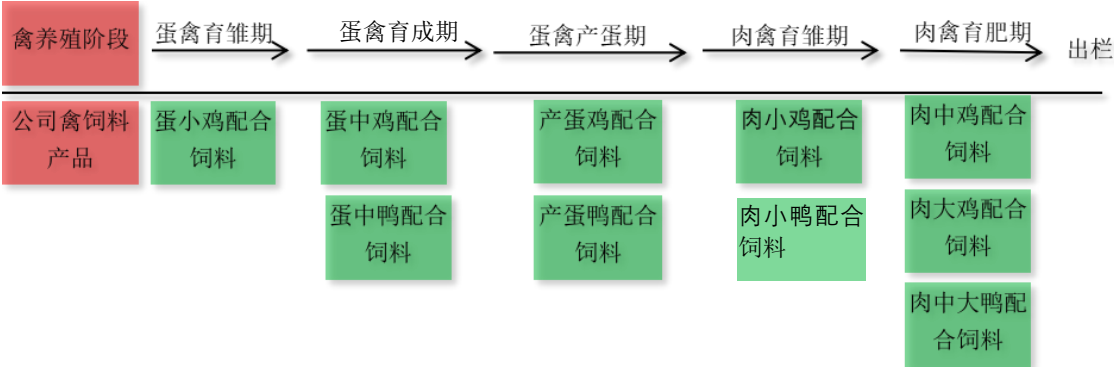 禽养殖阶段
蛋禽育雏期
蛋禽育成期
蛋禽产蛋期
肉禽育雏期
肉禽育肥期
出栏
公司禽饲料
产品
蛋小鸡配合
饲料
蛋中鸡配合
饲料
产蛋鸡配合
饲料
肉小鸡配合
饲料
肉中鸡配合
饲料
蛋中鸭配合
饲料
产蛋鸭配合
饲料
肉小鸭配合
饲料
肉大鸡配合
饲料
肉中大鸭配
合饲料